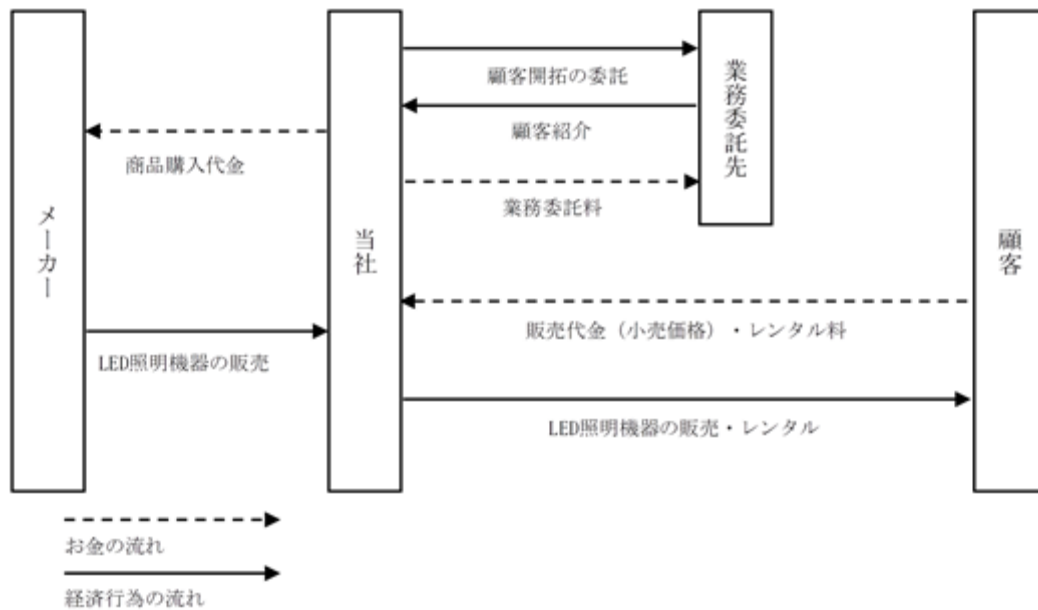 顧客開拓の委託
顧客紹介
商品購入代金
業務委託料
業務委託先
メーカー
当社
顧客
販売代金（小売価格）・レンタル料
LED照明機器の販売
LED照明機器の販売・レンタル
お金の流れ
経済行為の流れ